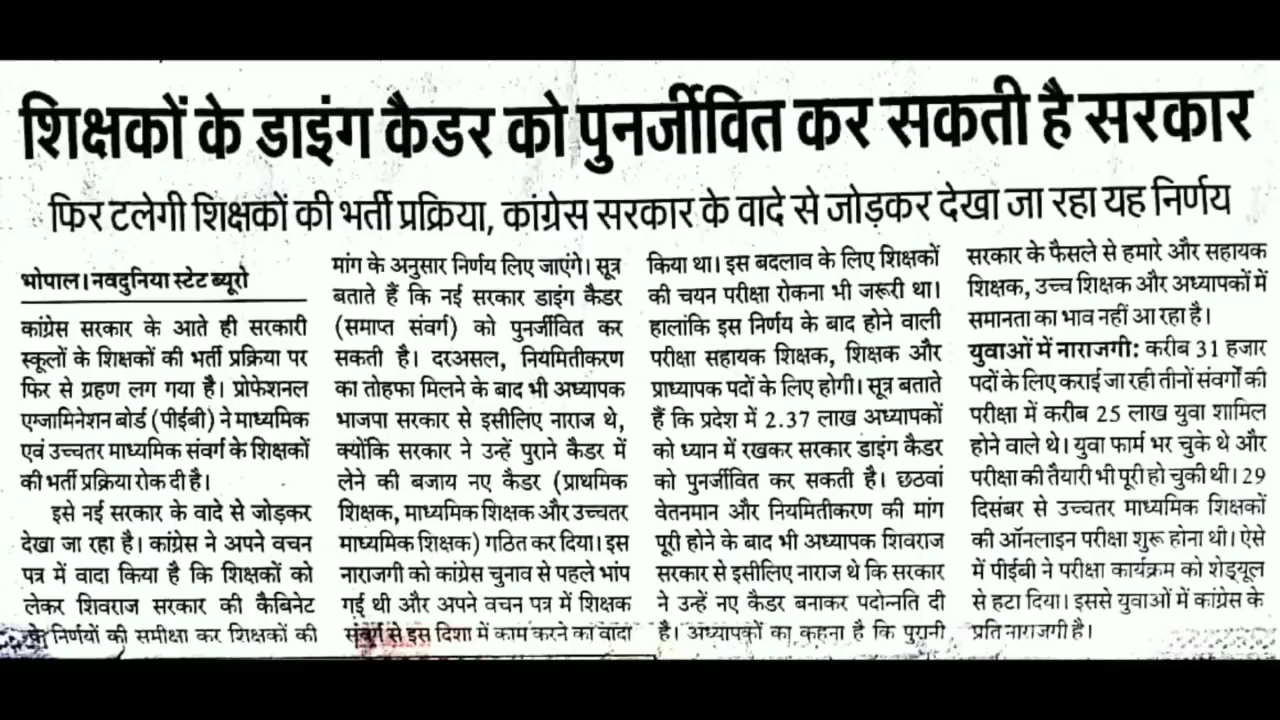 शिक्षकों के डाइंग कैडर को पुनर्जीवित कर सकती है सरकार
फिर टलेगी शिक्षकों की भर्ती प्रक्रिया, कांग्रेस सरकार के वादे से जोड़कर देखा जा रहा यह निर्णय
भोपाल। नवदुनिया स्टेट ब्यूरो
कांग्रेस सरकार के आते ही सरकारी
स्कूलों के शिक्षकों की भर्ती प्रक्रिया पर
फिर से ग्रहण लग गया है। प्रोफेशनल
एग्जामिनेशन बोर्ड (पीईबी) ने माध्यमिक
एवं उच्चतर माध्यमिक संवर्ग के शिक्षकों
की भर्ती प्रक्रिया रोक दी है।
इसे नई सरकार के वादे से जोड़कर
देखा जा रहा है। कांग्रेस ने अपने वचन
पत्र में वादा किया है कि शिक्षकों को
लेकर शिवराज सरकार की कैबिनेट
के निर्णयों की समीक्षा कर शिक्षकों की
मांग के अनुसार निर्णय लिए जाएंगे। सूत्र
बताते हैं कि नई सरकार डाइंग कैडर
(समाप्त संवर्ग) को पुनर्जीवित कर
सकती है। दरअसल, नियमितीकरण
का तोहफा मिलने के बाद भी अध्यापक
भाजपा सरकार से इसीलिए नाराज थे,
क्योंकि सरकार ने उन्हें पुराने कैडर में
लेने की बजाय नए कैडर (प्राथमिक
शिक्षक, माध्यमिक शिक्षक और उच्चतर
माध्यमिक शिक्षक) गठित कर दिया। इस
नाराजगी को कांग्रेस चुनाव से पहले भांप
गई थी और अपने वचन पत्र में शिक्षक
संवर्ग से इस दिशा में काम करने का वादा
किया था। इस बदलाव के लिए शिक्षकों
की चयन परीक्षा रोकना भी जरूरी था।
हालांकि इस निर्णय के बाद होने वाली
परीक्षा सहायक शिक्षक, शिक्षक और
प्राध्यापक पदों के लिए होगी। सूत्र बताते
हैं कि प्रदेश में 2.37 लाख अध्यापकों
को ध्यान में रखकर सरकार डाइंग कैडर
को पुनर्जीवित कर सकती है। छठवां
वेतनमान और नियमितीकरण की मांग
पूरी होने के बाद भी अध्यापक शिवराज
सरकार से इसीलिए नाराज थे कि सरकार
ने उन्हें नए कैडर बनाकर पदोन्नति दी
है। अध्यापकों का कहना है कि पुरानी
सरकार के फैसले से हमारे और सहायक
शिक्षक, उच्च शिक्षक और अध्यापकों में
समानता का भाव नहीं आ रहा है।
युवाओं में नाराजगी: करीब 31 हजार
पदों के लिए कराई जा रही तीनों संवर्गों की
परीक्षा में करीब 25 लाख युवा शामिल
होने वाले थे। युवा फार्म भर चुके थे और
परीक्षा की तैयारी भी पूरी हो चुकी थी। 29
दिसंबर से उच्चतर माध्यमिक शिक्षकों
की ऑनलाइन परीक्षा शुरू होना थी। ऐसे
में पीईबी ने परीक्षा कार्यक्रम को शेड्यूल
से हटा दिया। इससे युवाओं में कांग्रेस के
प्रति नाराजगी है।